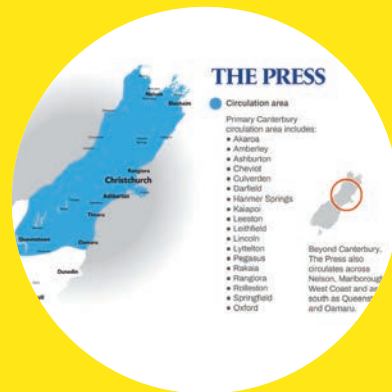 THE PRESS
Circulation area
Primary Canterbury
circulation area includes:
• Akaroa
• Amberley
• Ashburton
• Cheviot
• Culverden
• Darfield
• Hanmer Springs
• Kaiapoi
• Leeston
• Leithfield
• Lincoln
• Lyttelton
• Pegasus
• Rakaia
• Rangiora
• Rolleston
• Springfield
• Oxford
Beyond Canterbury,
The Press also
circulates across
Nelson, Marlborough
West Coast and
south as
and Oamaru.
Nelson
Blenheim
Rangiora
Christchurch
Ashburton
Timaru
Queenstown
Oamaru
Dunedin